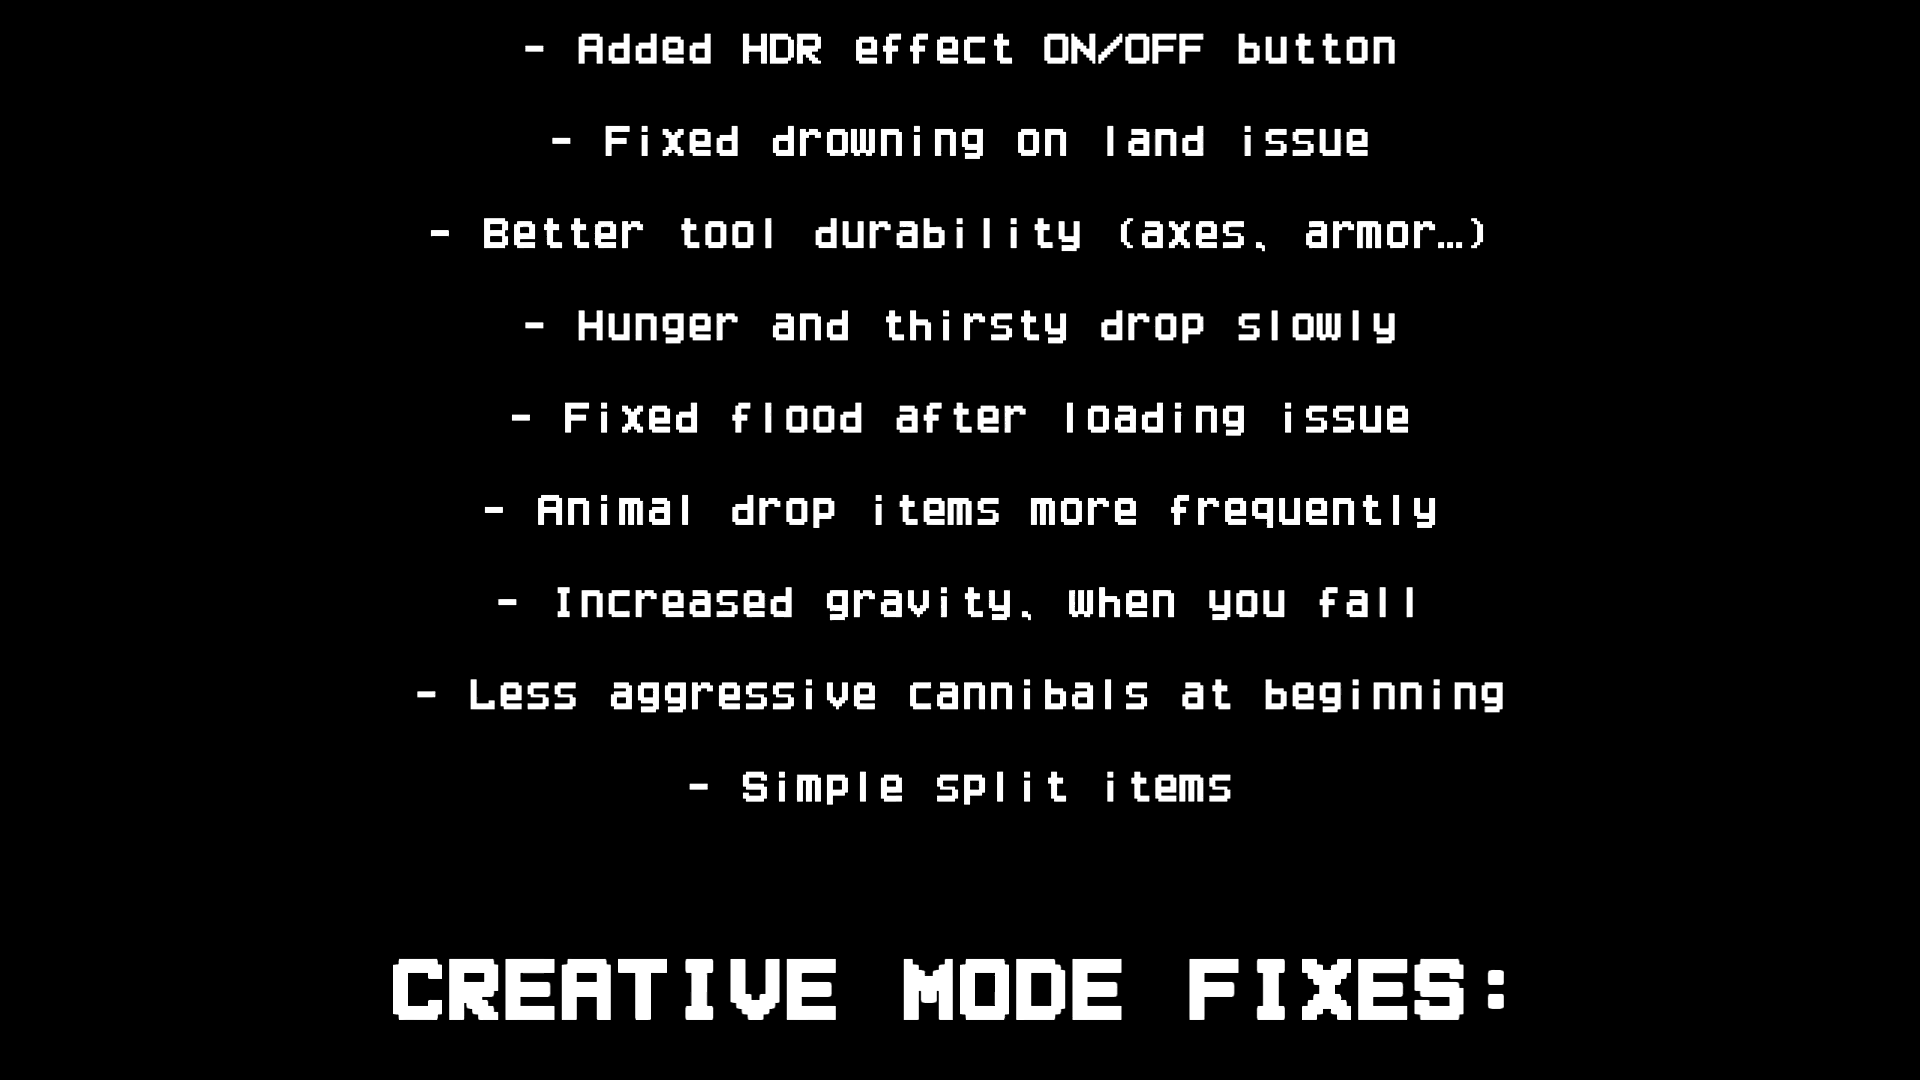 - Added HDR effect ON/OFF button
- Fixed drowning on land issue
- Better tool durability (axes, armor…)
- Hunger and thirsty drop slowly
- Fixed flood after loading issue
- Animal drop items more frequently
- Increased gravity, when you fall
- Less aggressive cannibals at beginning
- Simple split items
CREATIVE MODE FIXES: